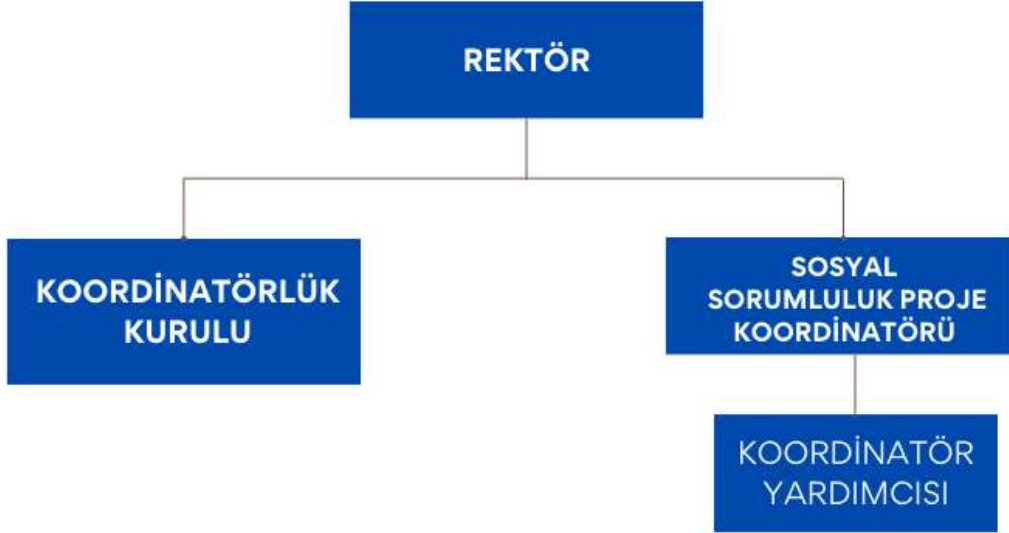 REKTÖR
KOORDİNATÖRLÜK
KURULU
SOSYAL
SORUMLULUK PROJE
KOORDİNATÖRÜ
KOORDİNATÖR
YARDIMCISI